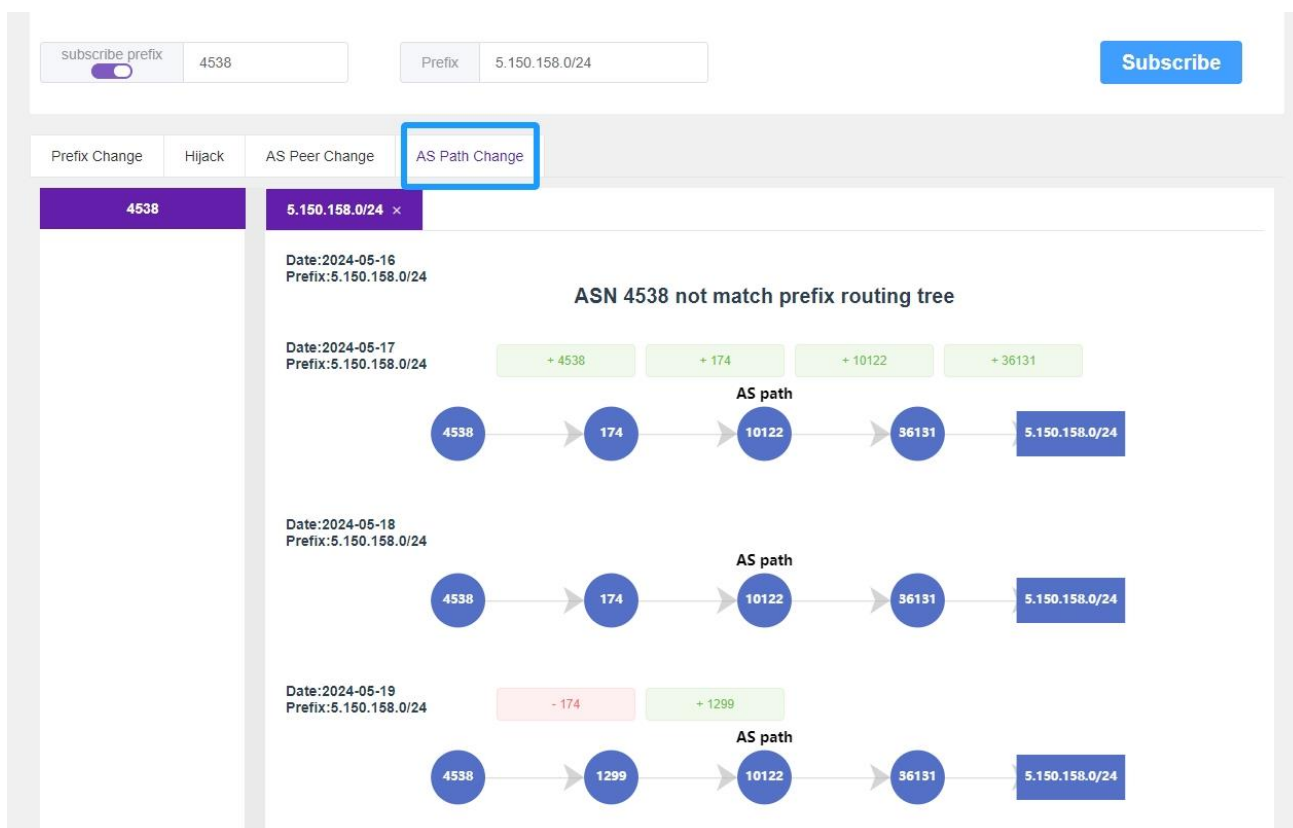 subscribe prefix 4538 Prefix 5.150.158.0/24 Subscribe
Prefix Change Hijack AS Peer Change AS Path Change
4538 5.150.158.0/24 ×
Date:2024-05-16
Prefix:5.150.158.0/24
ASN 4538 not match prefix routing tree
Date:2024-05-17
Prefix:5.150.158.0/24
+ 4538 + 174 + 10122 + 36131
AS path
4538 174 10122 36131 5.150.158.0/24
Date:2024-05-18
Prefix:5.150.158.0/24
AS path
4538 174 10122 36131 5.150.158.0/24
Date:2024-05-19
Prefix:5.150.158.0/24
- 174 + 1299
AS path
4538 1299 10122 36131 5.150.158.0/24